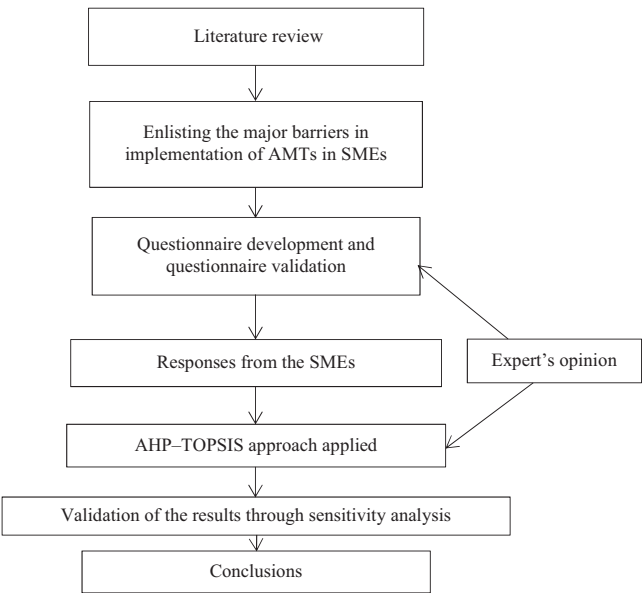 Literature review
Enlisting the major barriers in
implementation of AMTs in SMEs
Questionnaire development and
questionnaire validation
Responses from the SMEs
Expert’s opinion
AHP–TOPSIS approach applied
Validation of the results through sensitivity analysis
Conclusions